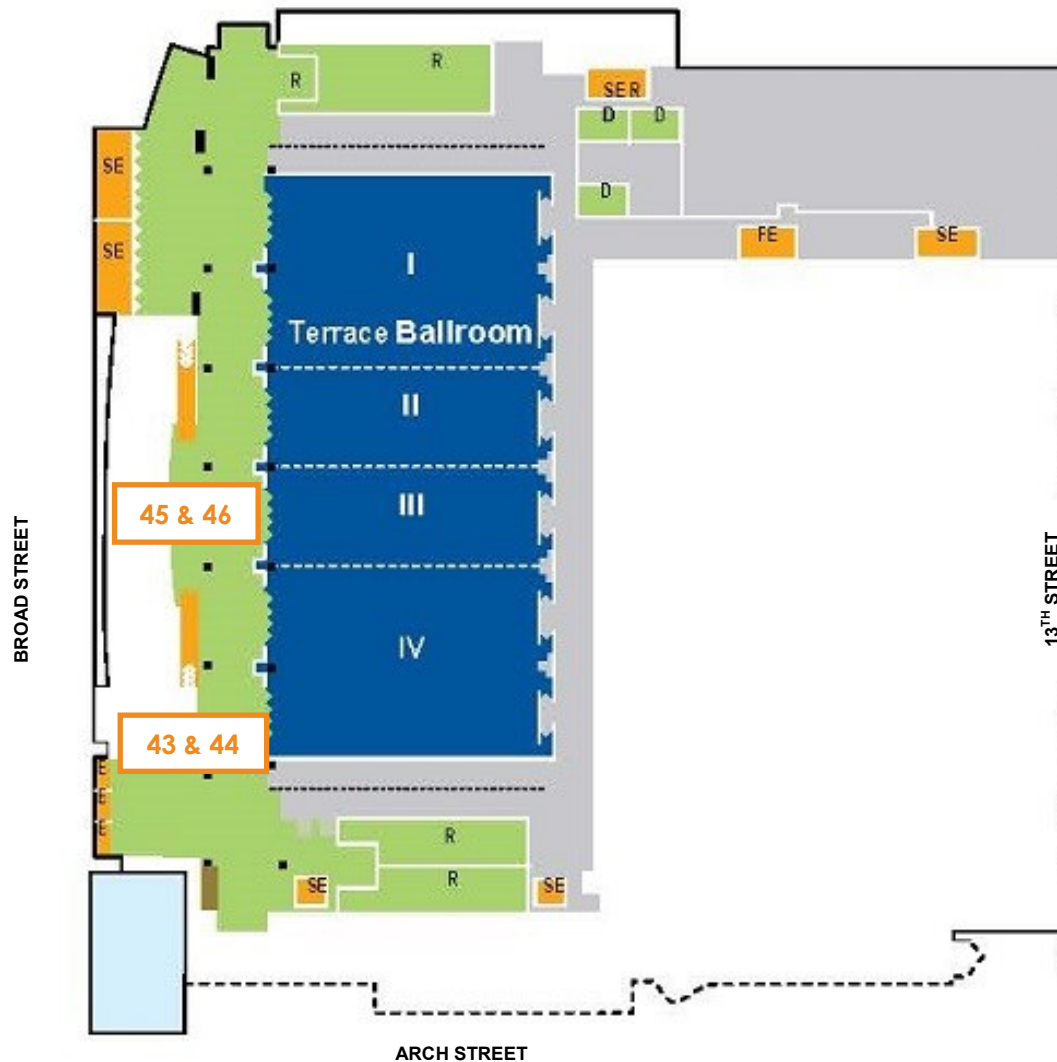 R
R
SE R
D
D
SE
D
SE
FE
SE
I
Terrace Ballroom
II
III
45 & 46
BROAD STREET
13TH STREET
IV
43 & 44
E
E
E
R
R
SE
SE
ARCH STREET